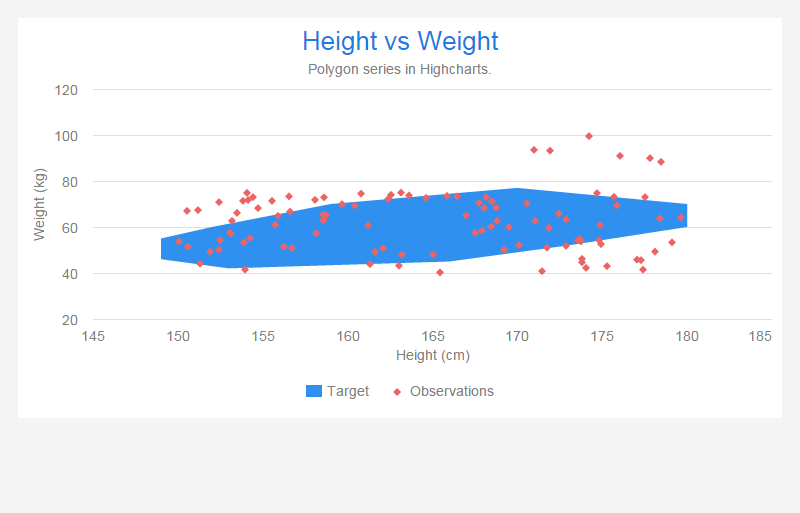 Height vs Weight
Polygon series in Highcharts.
Weight (kg)
120
100
80
60
40
20
145 150 155 160 165 170 175 180 185
Height (cm)
Target Observations